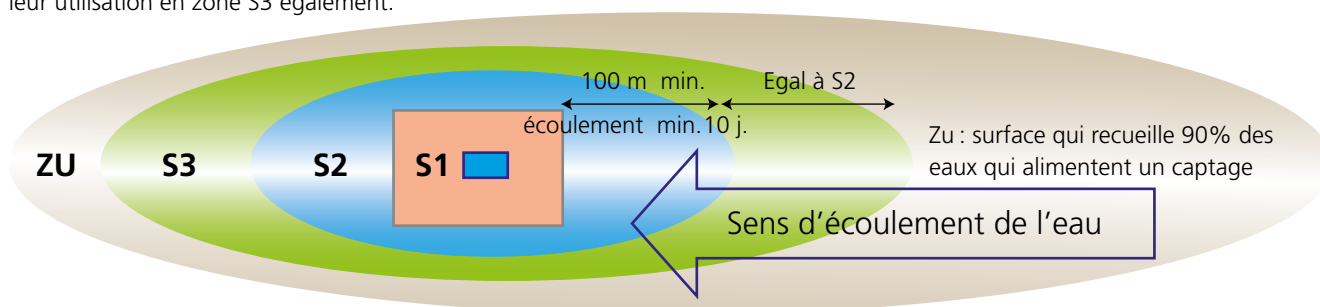 leur utilisation en zone S3 également.
100 m min.
Egal à S2
écoulement min.10 j.
Zu : surface qui recueille 90% des
eaux qui alimentent un captage
ZU S3 S2 S1
Sens d’écoulement de l’eau